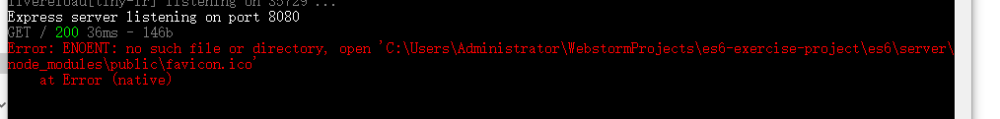 livereload[tiny-lr] listening on 35729 ...
Express server listening on port 8080
GET / 200 36ms - 146b
Error: ENOENT: no such file or directory, open 'C:\Users\Administrator\WebstormProjects\es6-exercise-project\es6\server\
node_modules\public\favicon.ico'
    at Error (native)